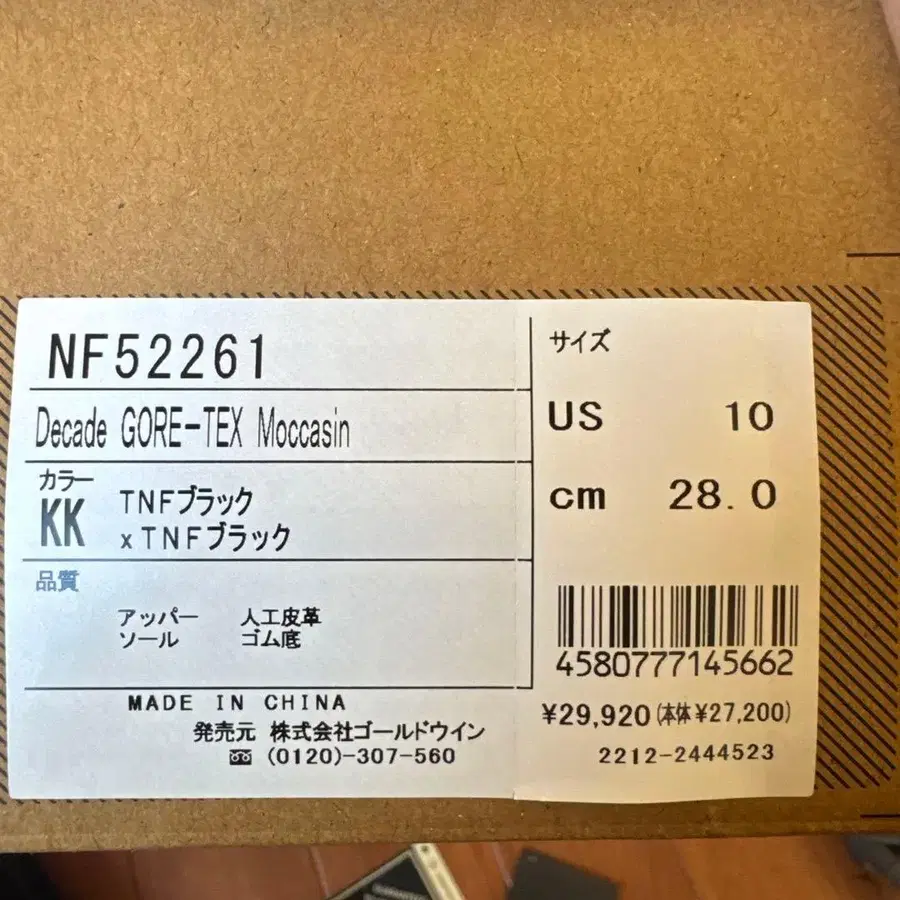 NF52261
Decade GORE-TEX Moccasin
カラー
KK
TNFブラック
xTNFブラック
品質
アッパー 人工皮革
ソール ゴム底
MADE IN CHINA
発売元 株式会社ゴールドウイン
(0120)-307-560
サイズ
US 10
cm 28.0
4580777145662
¥29,920(本体¥27,200)
2212-2444523